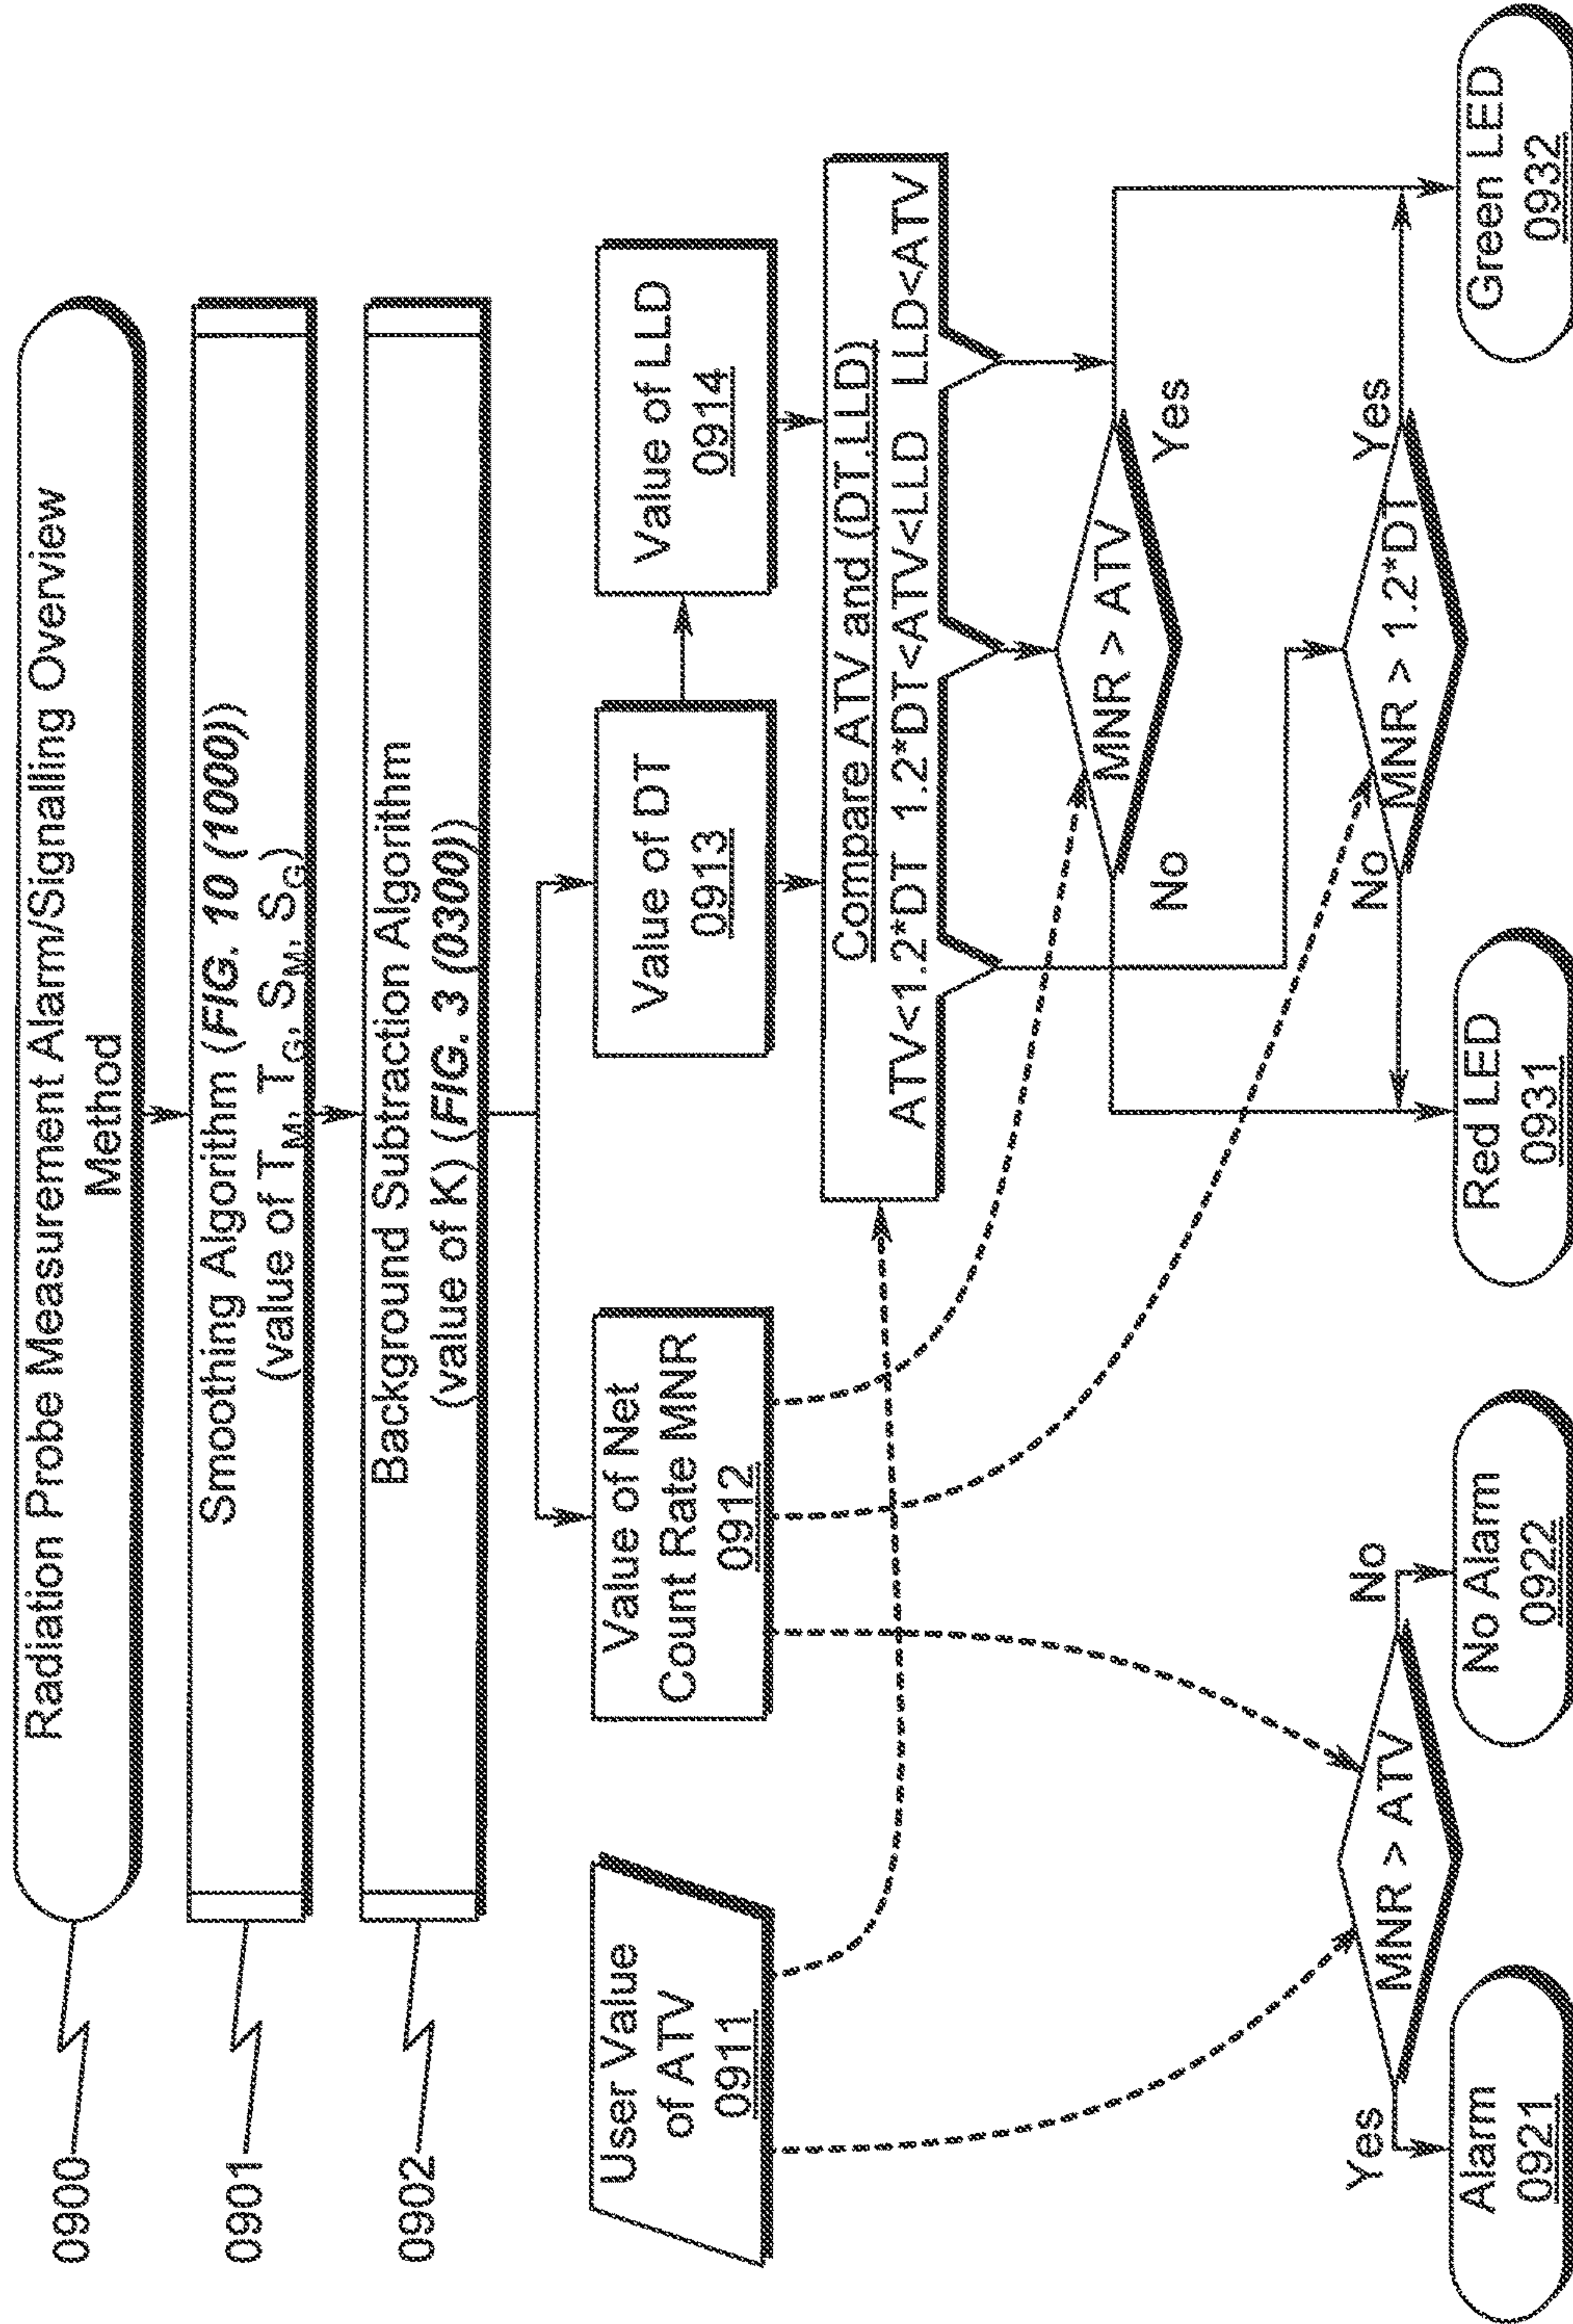 0900
Radiation Probe Measurement Alarm/Signalling Overview
Method
0901
Smoothing Algorithm (FIG. 10 (1000))
(value of TM, TG, SM, SG)
0902
Background Subtraction Algorithm
(value of K) (FIG. 3 (0300))
User Value
of ATV
0911
Value of Net
Count Rate MNR
0912
Value of DT
0913
Value of LLD
0914
Compare ATV and (DT.LLD)
ATV<1.2*DT 1.2*DT<ATV<LLD LLD<ATV
MNR > ATV
No
Yes
MNR > 1.2*DT
No
Yes
MNR > ATV
Yes
No
Alarm
0921
No Alarm
0922
Red LED
0931
Green LED
0932